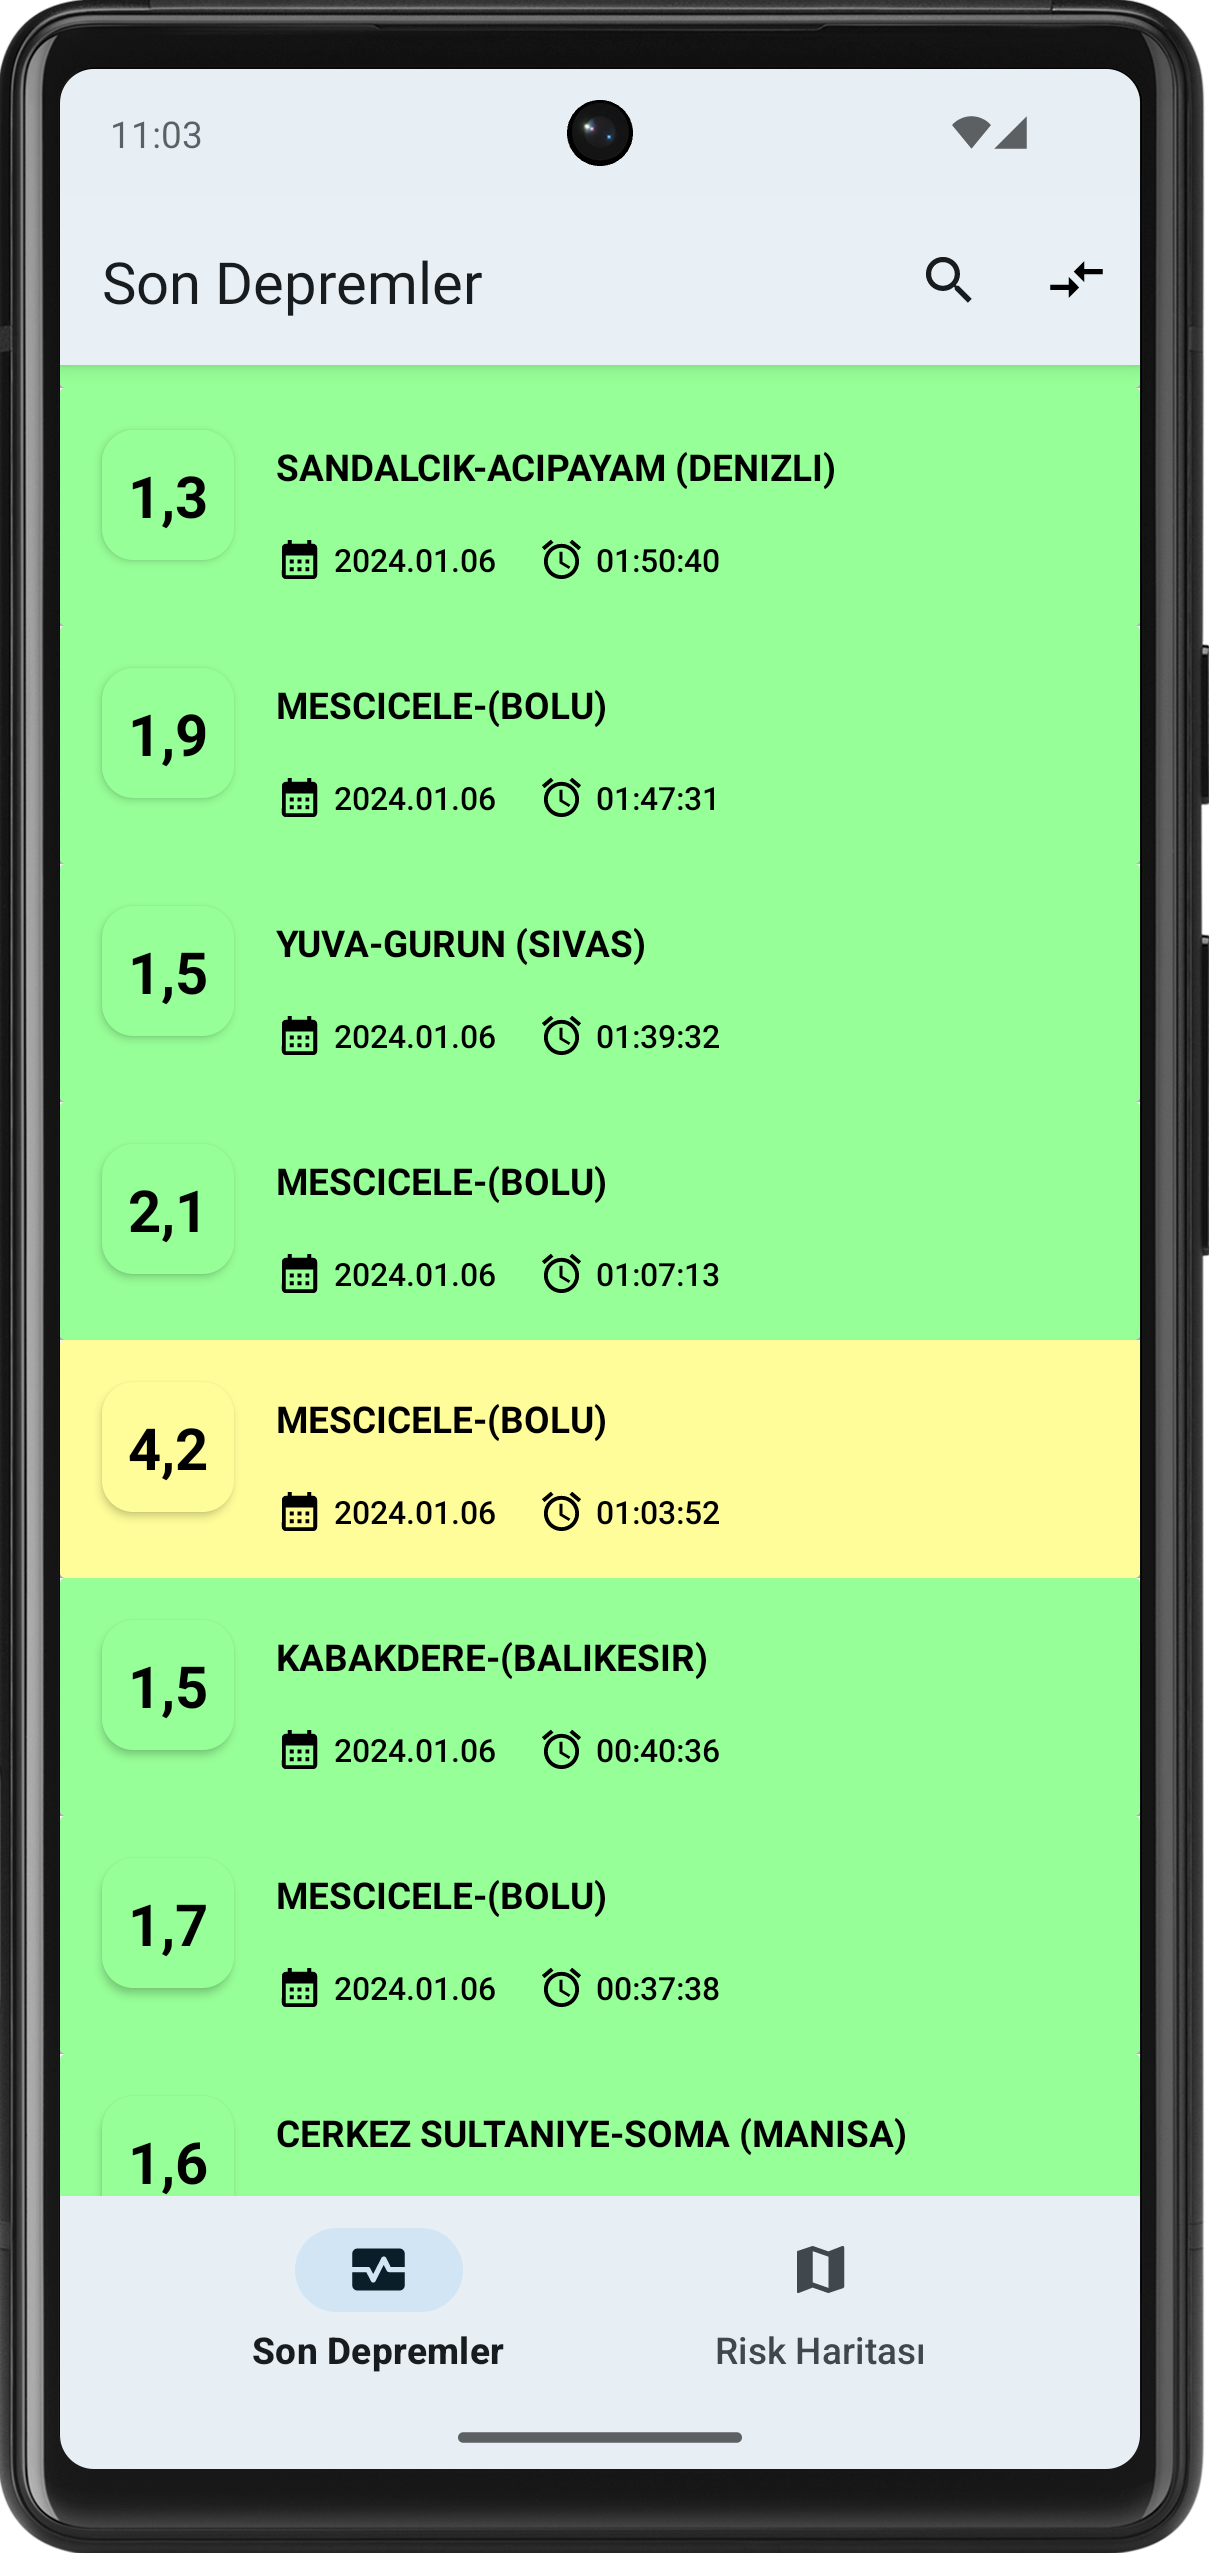 11:03
Son Depremler
1,3
SANDALCIK-ACIPAYAM (DENIZLI)
2024.01.06 01:50:40
1,9
MESCICELE-(BOLU)
2024.01.06 01:47:31
1,5
YUVA-GURUN (SIVAS)
2024.01.06 01:39:32
2,1
MESCICELE-(BOLU)
2024.01.06 01:07:13
4,2
MESCICELE-(BOLU)
2024.01.06 01:03:52
1,5
KABAKDERE-(BALIKESIR)
2024.01.06 00:40:36
1,7
MESCICELE-(BOLU)
2024.01.06 00:37:38
1,6
CERKEZ SULTANIYE-SOMA (MANISA)
Son Depremler
Risk Haritası